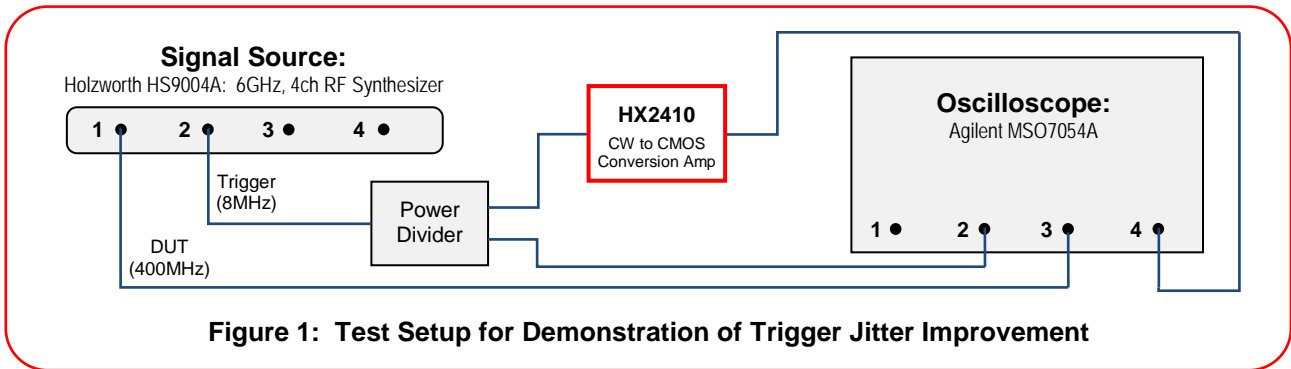 Signal Source:
Holzworth HS9004A: 6GHz, 4ch RF Synthesizer
1 2 3 4
Trigger
(8MHz)
DUT
(400MHz)
Power
Divider
HX2410
CW to CMOS
Conversion Amp
Oscilloscope:
Agilent MSO7054A
1 2 3 4
Figure 1: Test Setup for Demonstration of Trigger Jitter Improvement